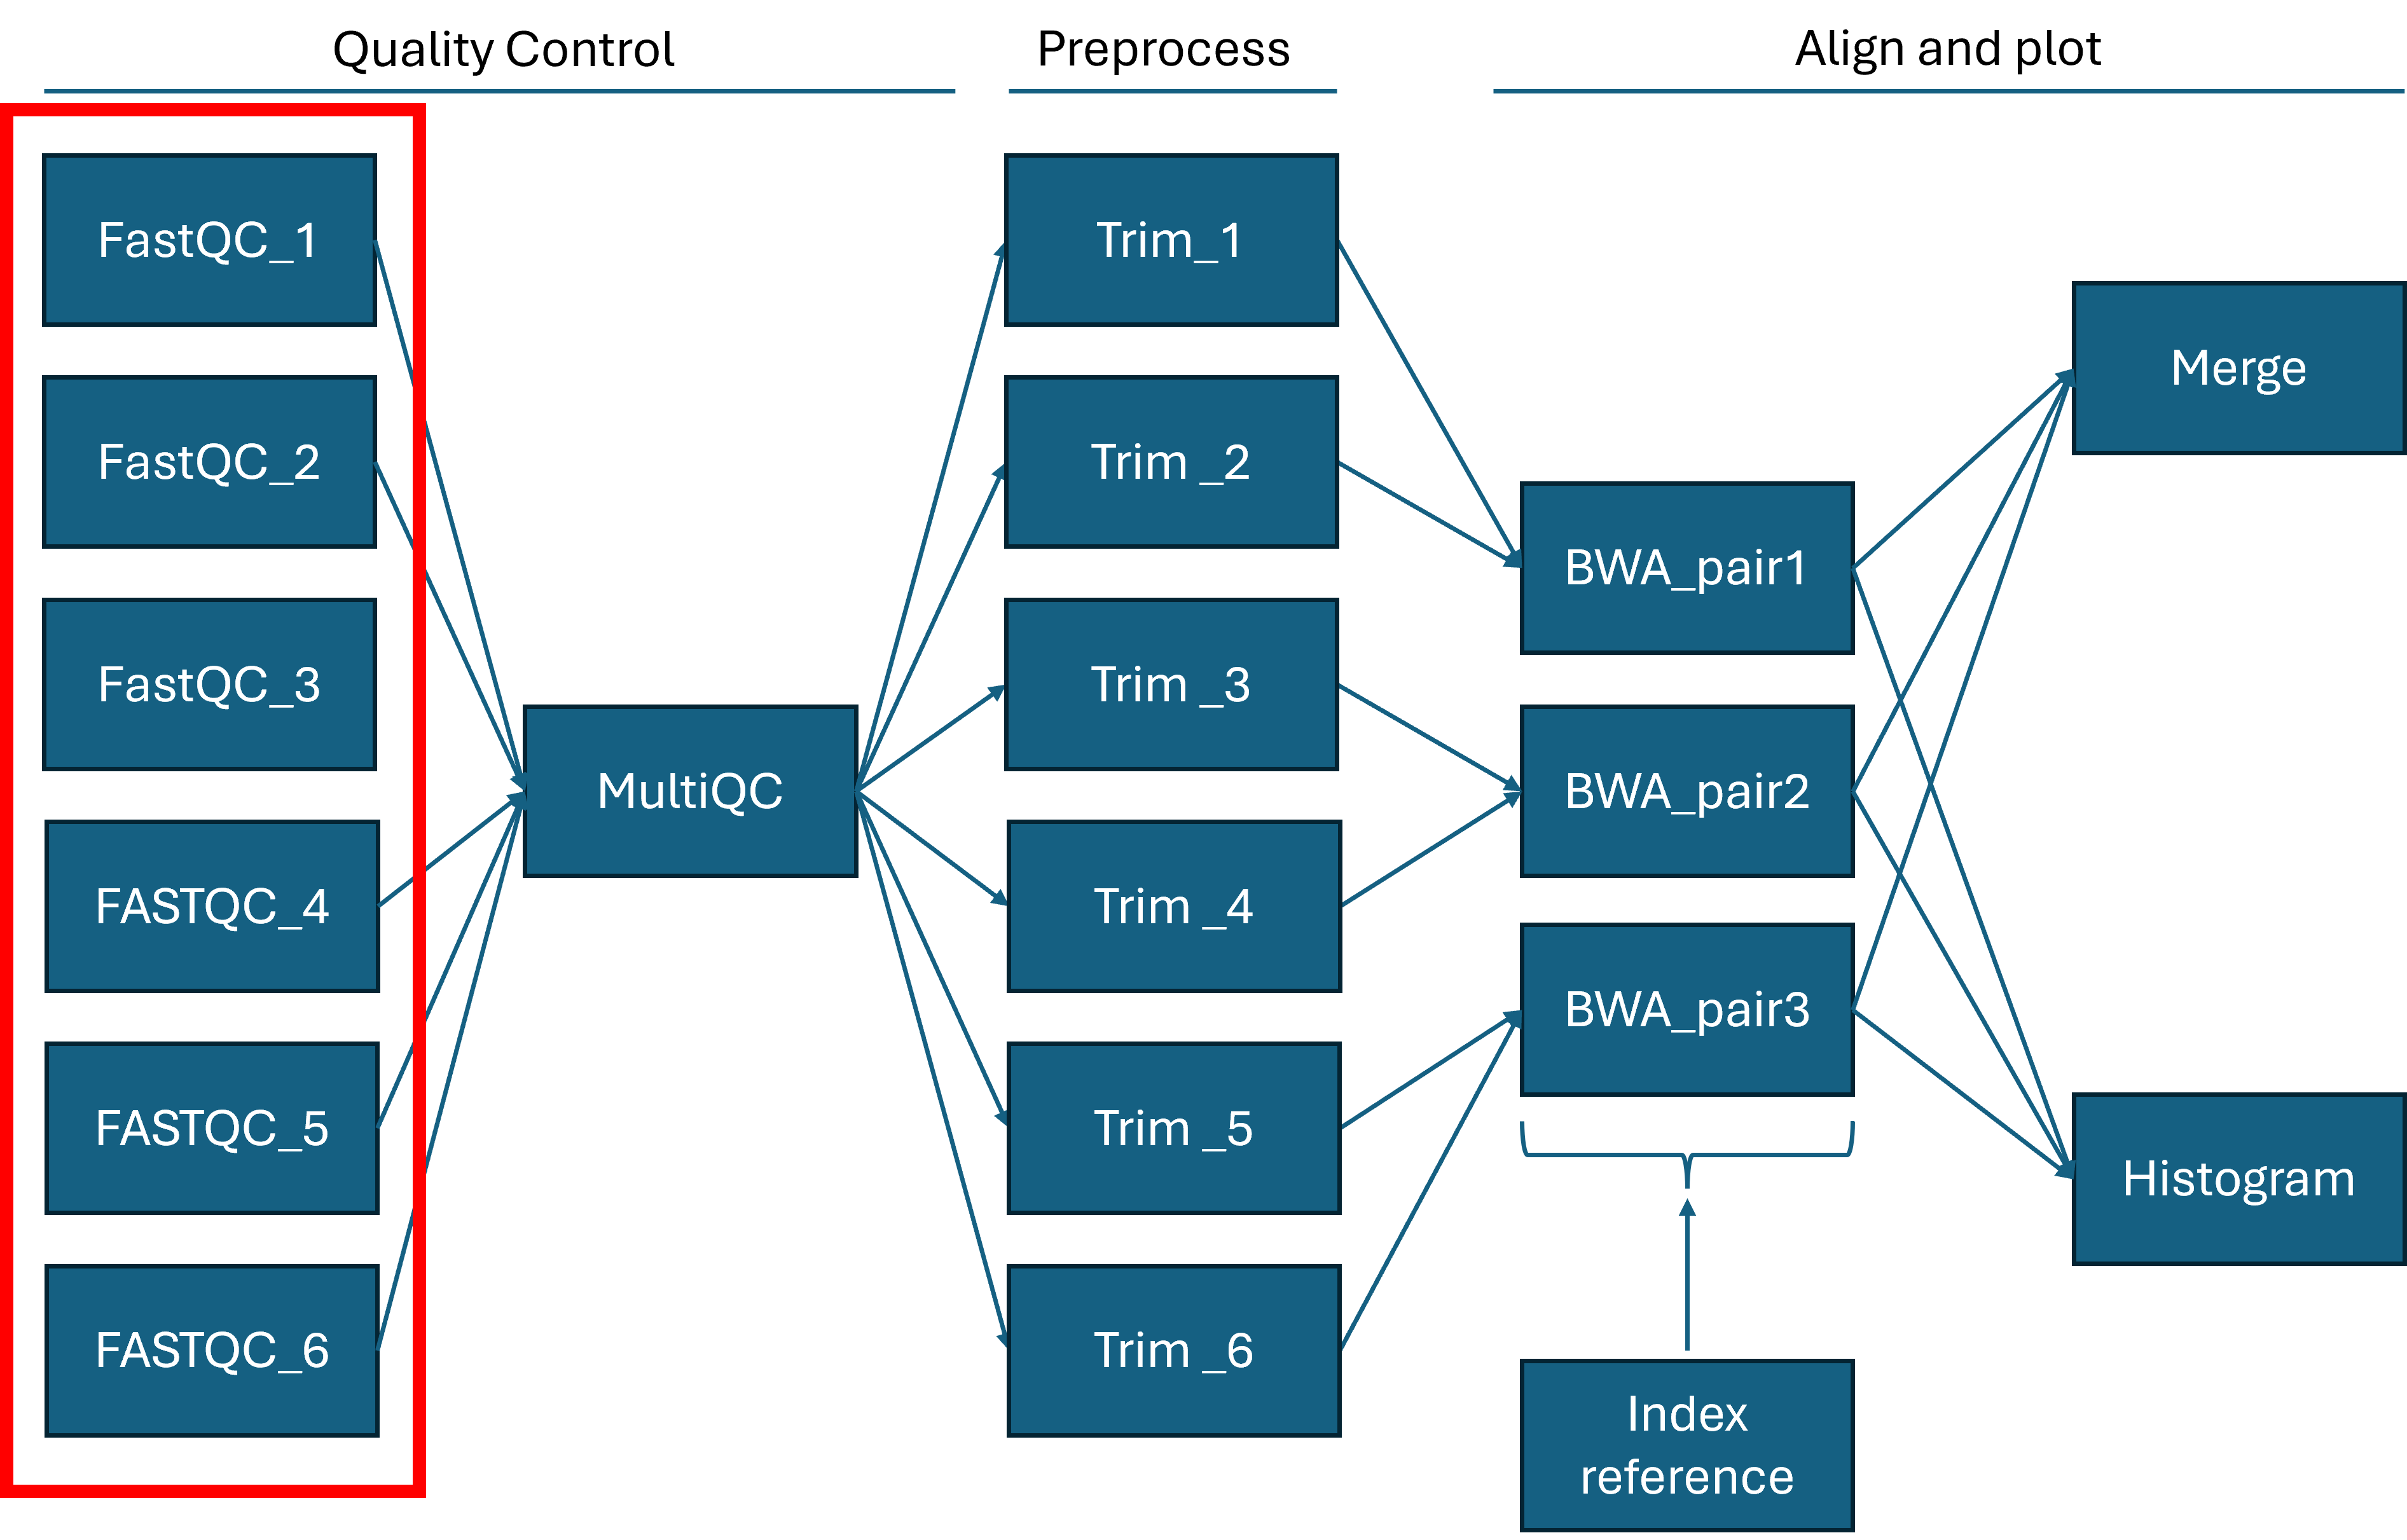 Quality Control
Preprocess
Align and plot
FastQC_1
FastQC_2
FastQC_3
FASTQC_4
FASTQC_5
FASTQC_6
MultiQC
Trim_1
Trim _2
Trim _3
Trim _4
Trim _5
Trim _6
BWA_pair1
BWA_pair2
BWA_pair3
Index
reference
Merge
Histogram